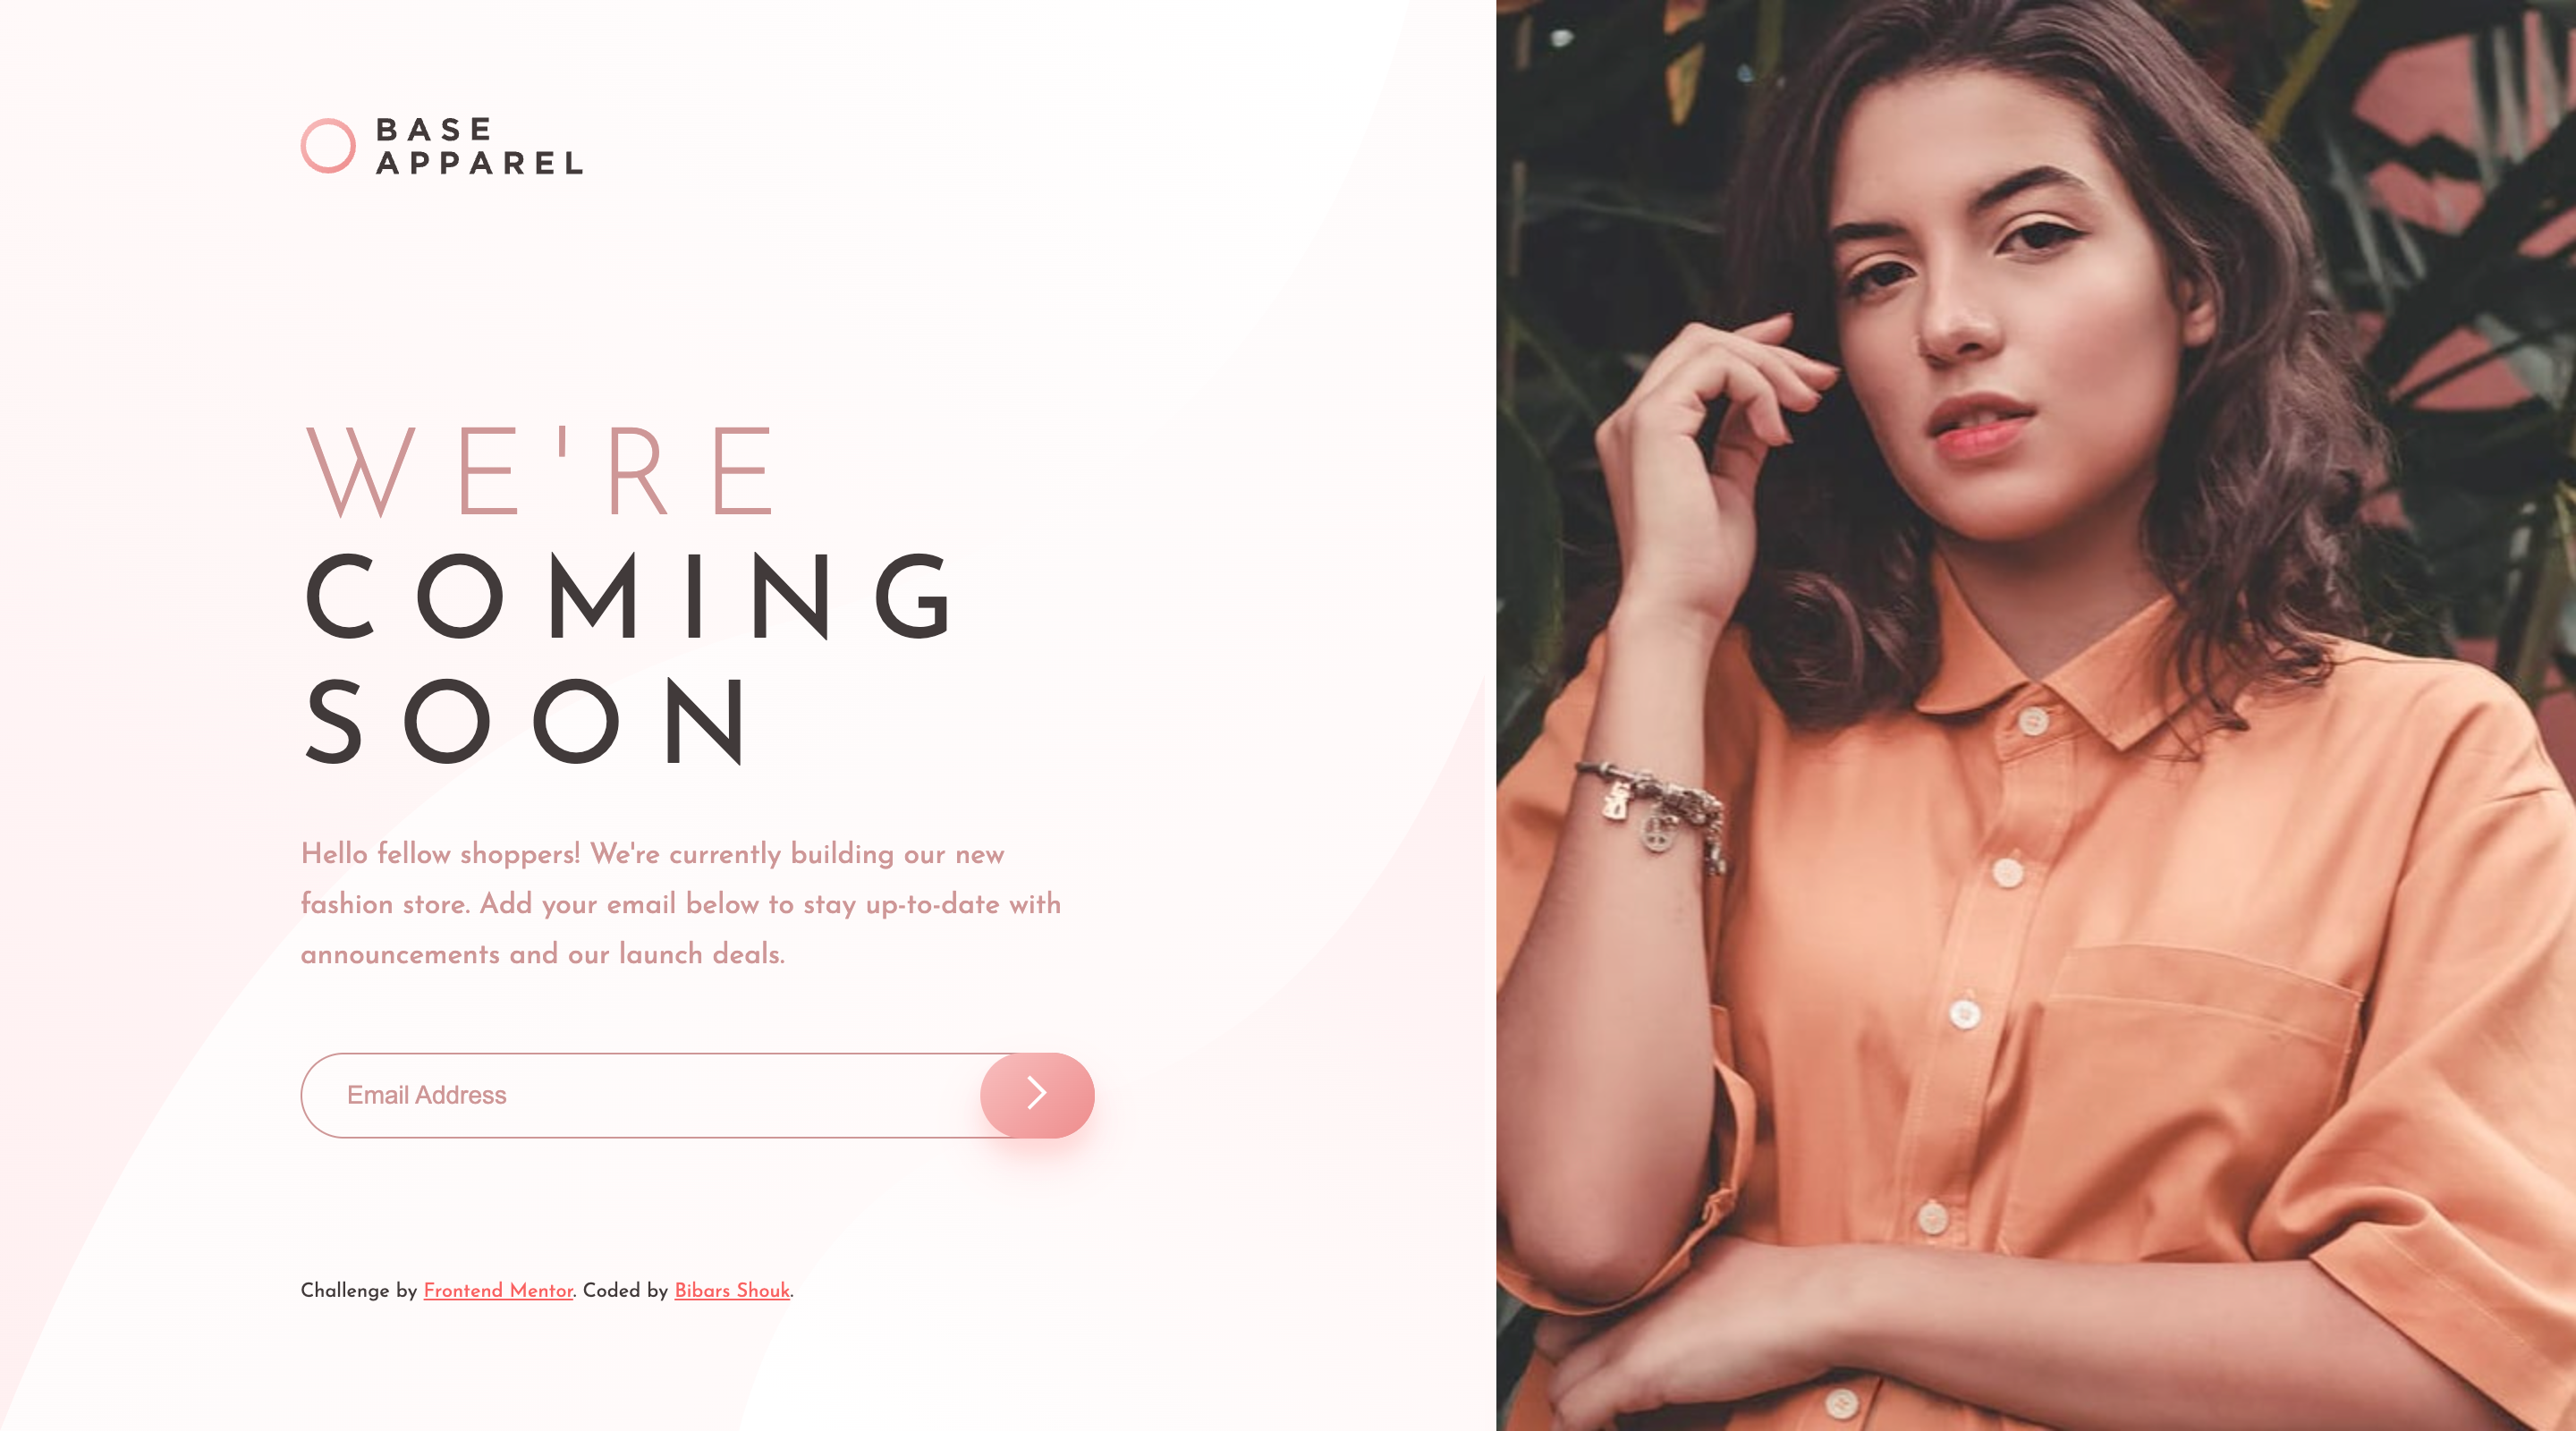 BASE
APPAREL
WE'RE
COMING
SOON
Hello fellow shoppers! We're currently building our new
fashion store. Add your email below to stay up-to-date with
announcements and our launch deals.
Email Address
Challenge by Frontend Mentor. Coded by Bibars Shouk.